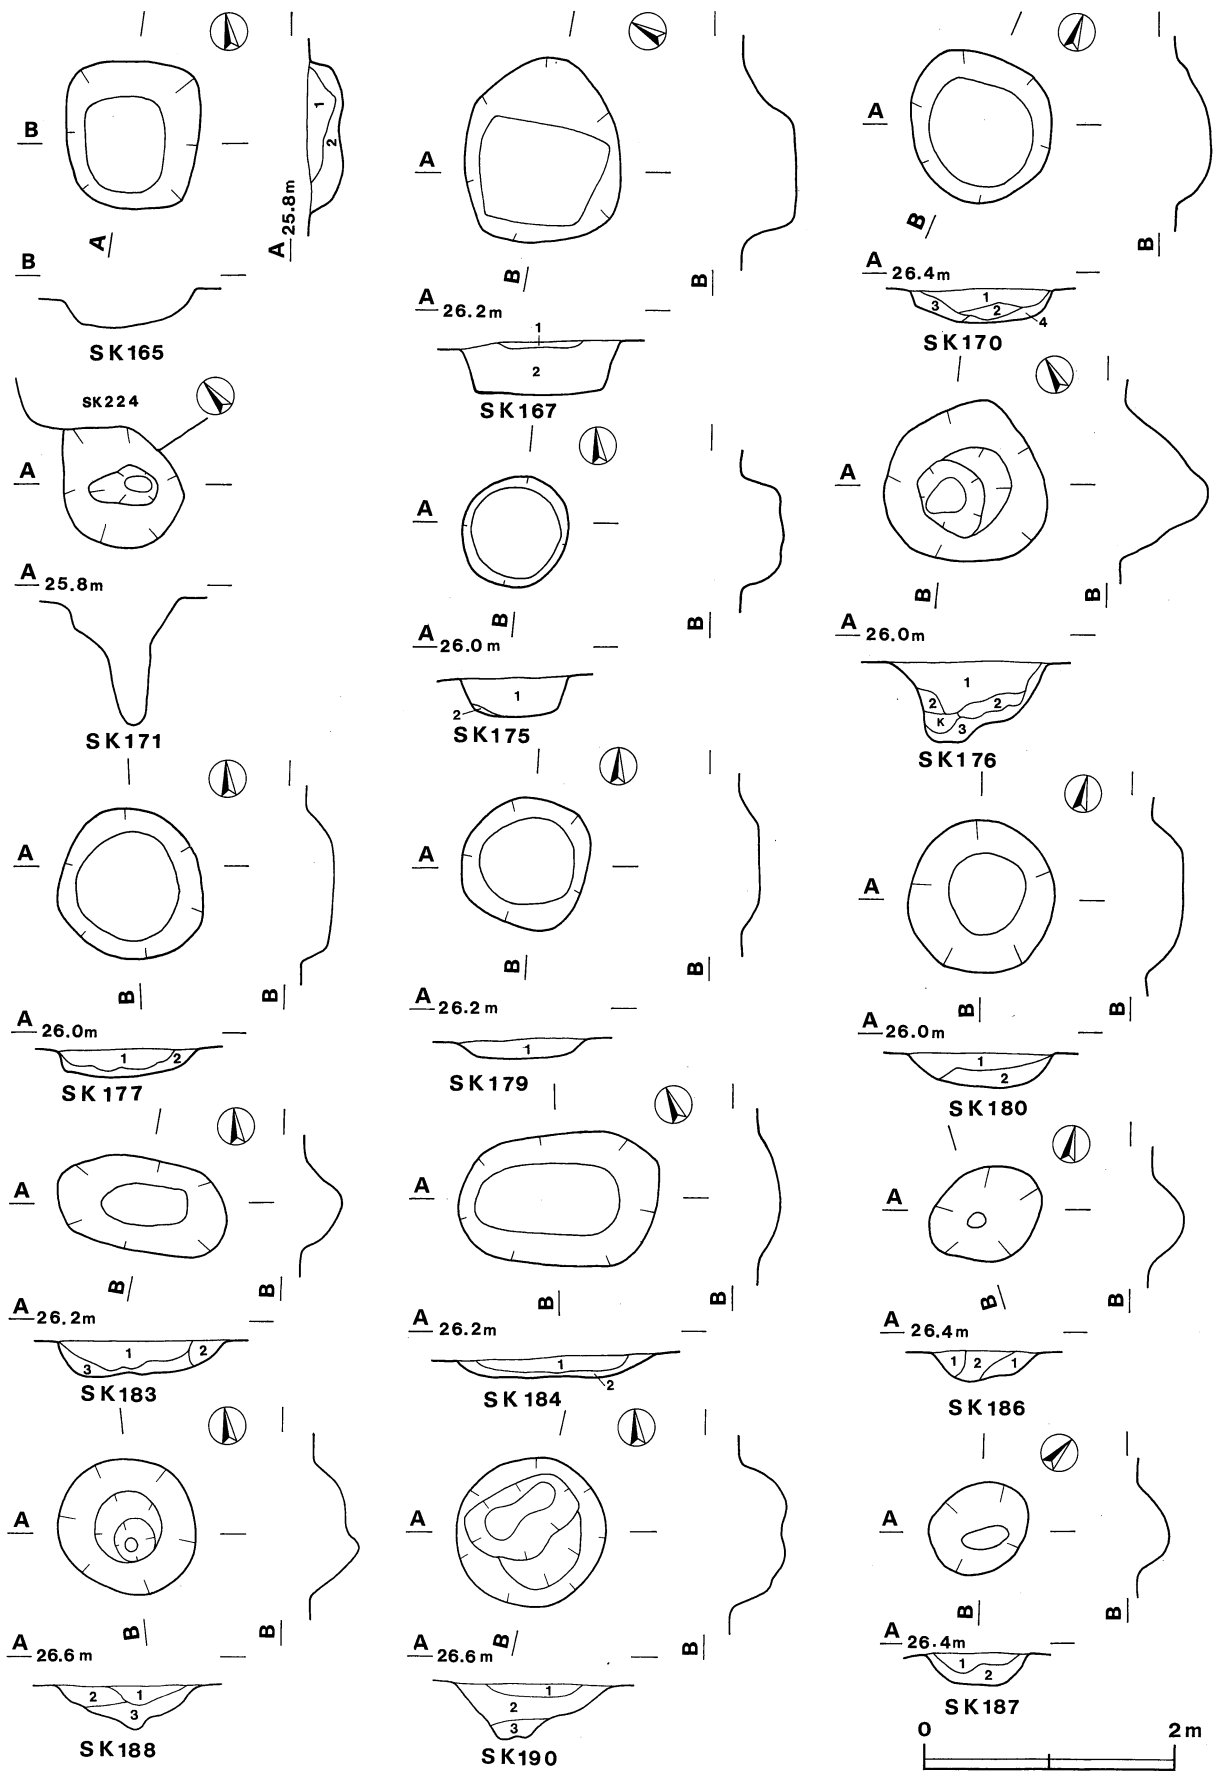 B
A
1
2
A 25.8m
B
SK165
A
B
B
A 26.2m
1
2
SK167
A
B
B
A 26.4m
1
2
3
4
SK170
SK224
A
A 25.8m
SK171
A
B
B
A 26.0m
1
2
SK175
A
B
B
A 26.0m
1
2
2
K
3
SK176
A
B
B
A 26.0m
1
2
SK177
A
B
B
A 26.2m
1
SK179
A
B
B
A 26.0m
1
2
SK180
A
B
B
A 26.2m
1
2
3
SK183
A
B
B
A 26.2m
1
2
SK184
A
B
B
A 26.4m
1
2
1
SK186
A
B
B
A 26.6m
2
1
3
SK188
A
B
B
A 26.6m
1
2
3
SK190
A
B
B
A 26.4m
1
2
SK187
0 2m